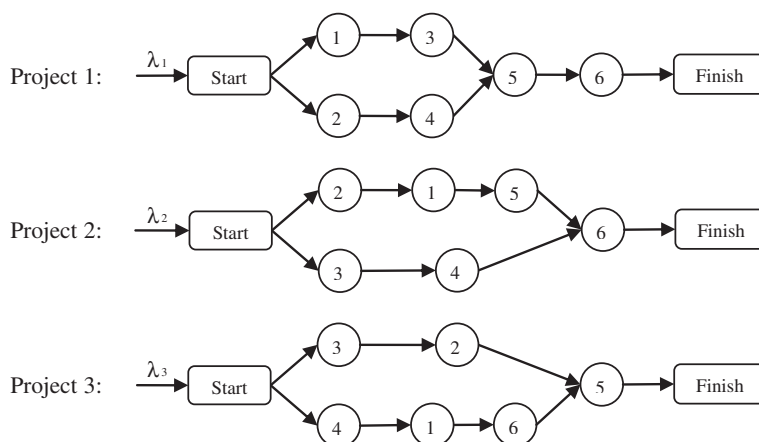 1 3
Project 1: λ1 Start 5 6 Finish
2 4
2 1 5
Project 2: λ2 Start 6 Finish
3 4
3 2
Project 3: λ3 Start 5 Finish
4 1 6